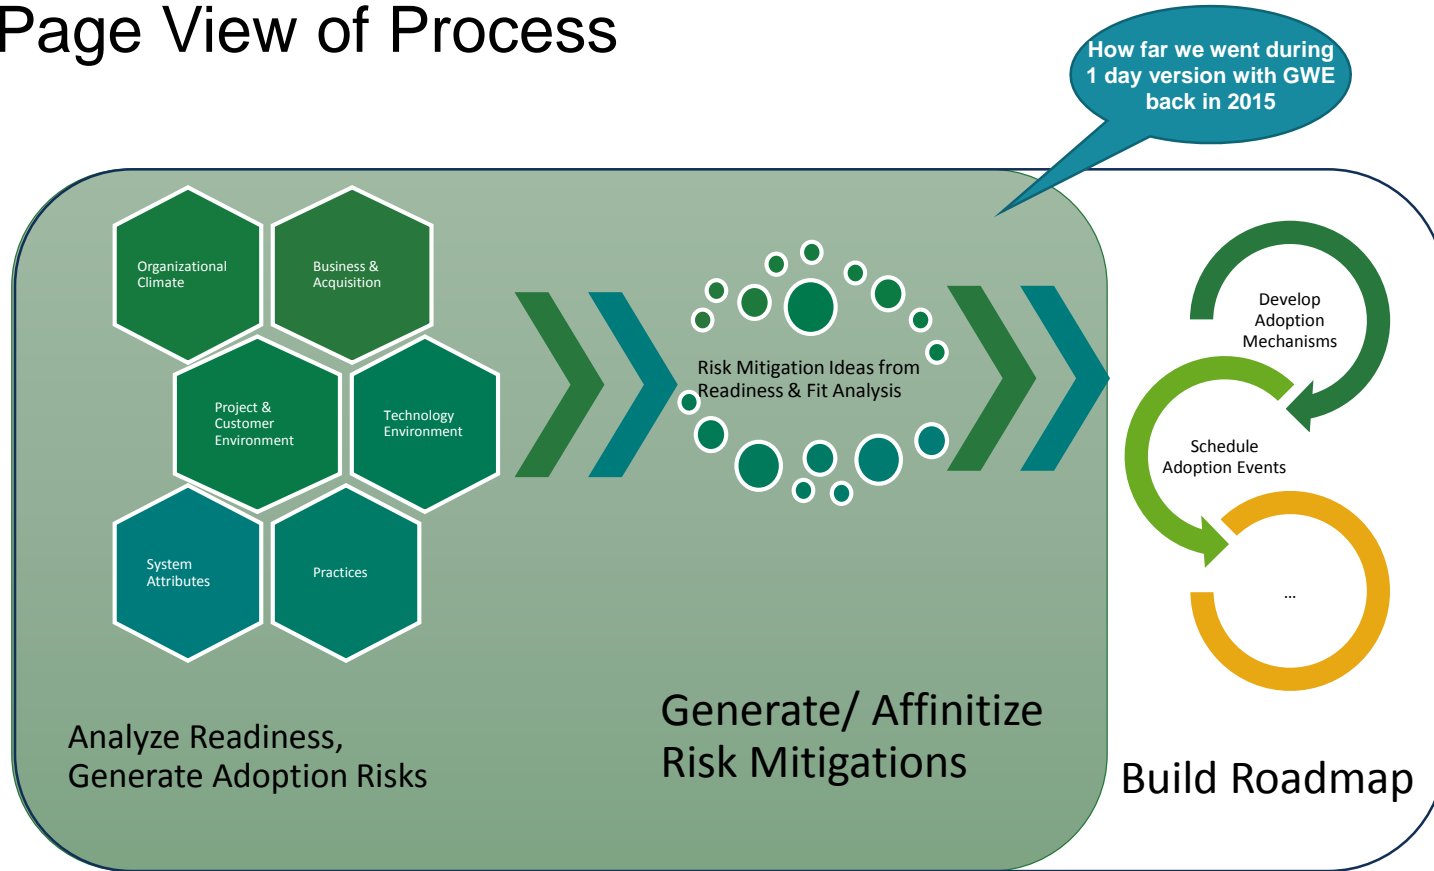 Page View of Process
How far we went during
1 day version with GWE
back in 2015
Organizational
Climate
Business &
Acquisition
Project &
Customer
Environment
Technology
Environment
System
Attributes
Practices
Risk Mitigation Ideas from
Readiness & Fit Analysis
Develop
Adoption
Mechanisms
Schedule
Adoption Events
...
Analyze Readiness,
Generate Adoption Risks
Generate/ Affinitize
Risk Mitigations
Build Roadmap